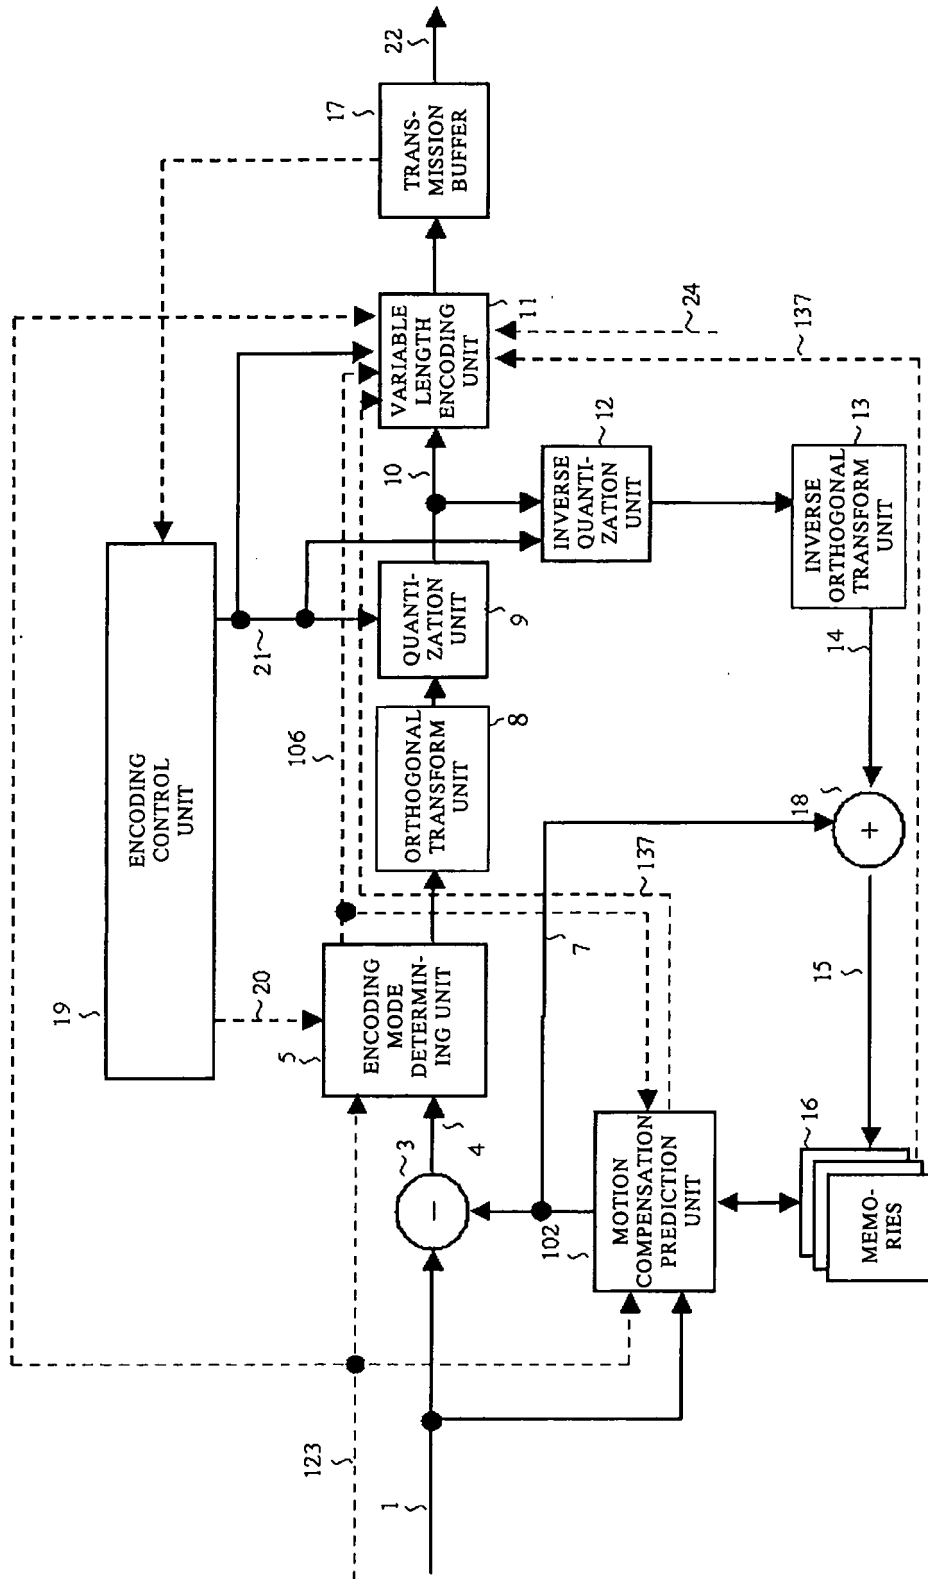 19
ENCODING
CONTROL
UNIT
20
21
106
123
1
3
4
5
ENCODING
MODE
DETERMIN-
ING UNIT
ORTHOGONAL
TRANSFORM
UNIT
8
QUANTI-
ZATION
UNIT
9
10
VARIABLE
LENGTH
ENCODING
UNIT
11
17
TRANS-
MISSION
BUFFER
22
24
137
102
MOTION
COMPENSATION
PREDICTION
UNIT
7
137
12
INVERSE
QUANTI-
ZATION
UNIT
13
INVERSE
ORTHOGONAL
TRANSFORM
UNIT
14
18
+
15
16
MEMO-
RIES
−